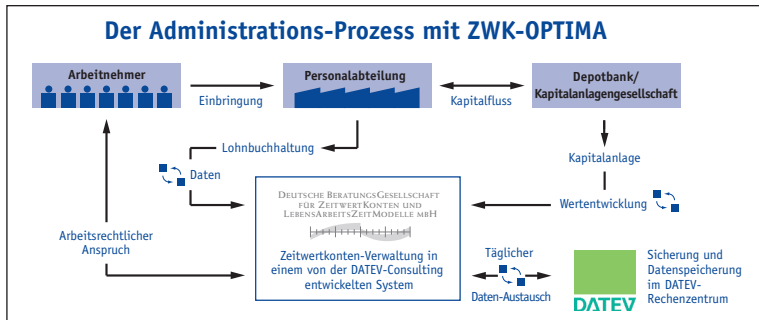 Der Administrations-Prozess mit ZWK-OPTIMA
Arbeitnehmer
Einbringung
Personalabteilung
Kapitalfluss
Depotbank/
Kapitalanlagengesellschaft
Lohnbuchhaltung
Kapitalanlage
Daten
DEUTSCHE BERATUNGSGESELLSCHAFT
FÜR ZEITWERTKONTEN UND
LEBENSARBEITSZEITMODELLE MBH
Wertentwicklung
Arbeitsrechtlicher
Anspruch
Zeitwertkonten-Verwaltung in
einem von der DATEV-Consulting
entwickelten System
Täglicher
Daten-Austausch
Sicherung und
Datenspeicherung
im DATEV-
Rechenzentrum
DATEV